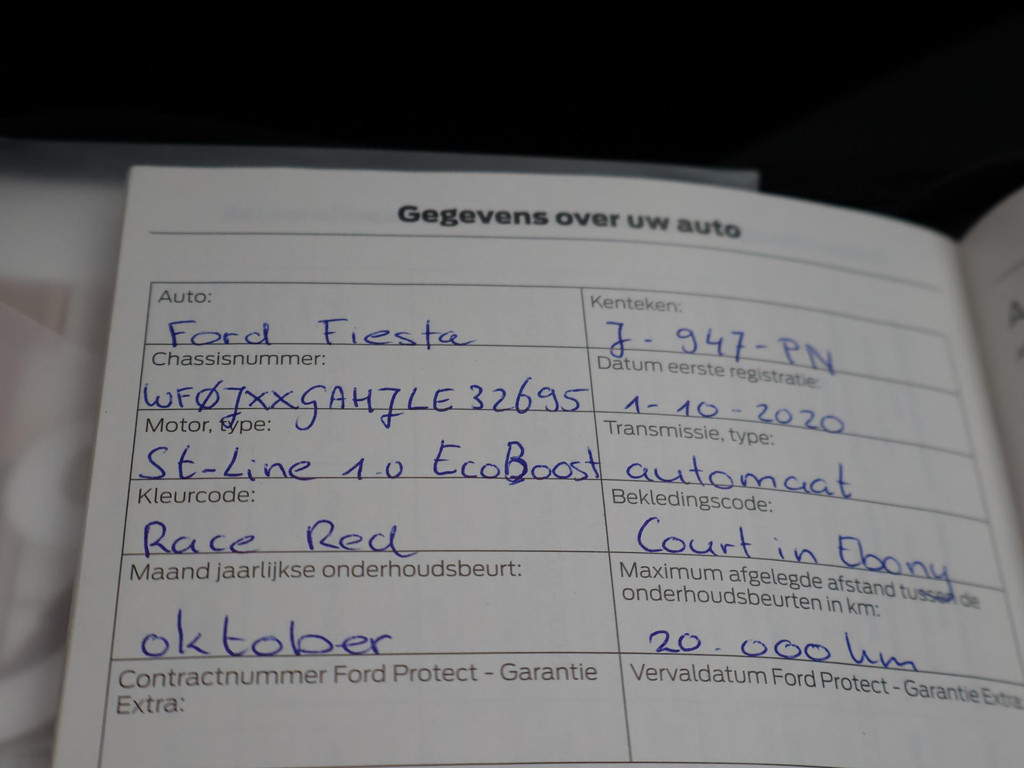 Gegevens over uw auto
Auto:
Kenteken:
Ford Fiesta
J-947-PN
Chassisnummer:
Datum eerste registratie:
WFØJXXGAHJLE32695
1-10-2020
Motor, type:
Transmissie, type:
St-Line 1.0 EcoBoost
automaat
Kleurcode:
Bekledingscode:
Race Red
Court in Ebony
Maand jaarlijkse onderhoudsbeurt:
Maximum afgelegde afstand tussen de
onderhoudsbeurten in km:
oktober
20.000 km
Contractnummer Ford Protect - Garantie
Extra:
Vervaldatum Ford Protect - Garantie Extra: